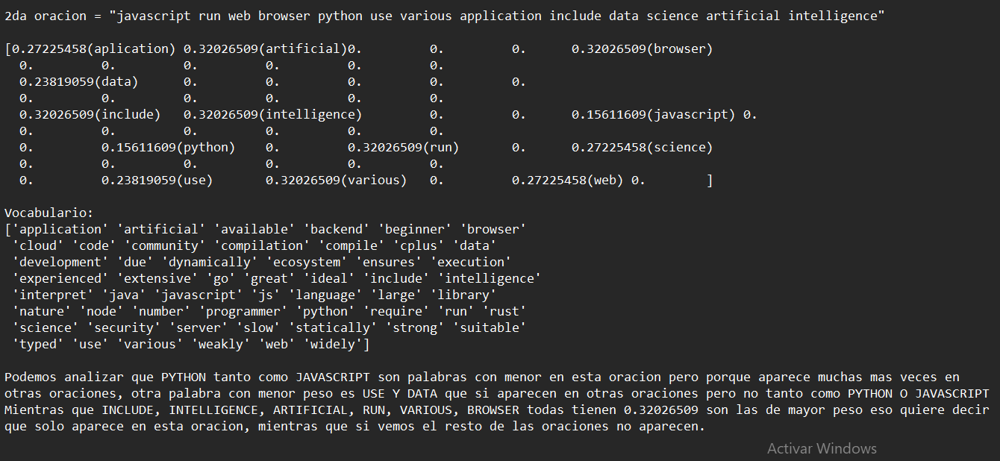 2da oracion = "javascript run web browser python use various application include data science artificial intelligence"
[0.27225458(aplication) 0.32026509(artificial)0. 0. 0. 0.32026509(browser)
0. 0. 0. 0. 0. 0.
0.23819059(data) 0. 0. 0. 0.
0. 0. 0. 0. 0. 0.
0.32026509(include) 0.32026509(intelligence) 0. 0. 0.15611609(javascript) 0.
0. 0. 0. 0. 0. 0.
0. 0.15611609(python) 0. 0.32026509(run) 0. 0.27225458(science)
0. 0. 0. 0. 0. 0.
0. 0.23819059(use) 0.32026509(various) 0. 0.27225458(web) 0. ]
Vocabulario:
['application' 'artificial' 'available' 'backend' 'beginner' 'browser'
'cloud' 'code' 'community' 'compilation' 'compile' 'cplus' 'data'
'development' 'due' 'dynamically' 'ecosystem' 'ensures' 'execution'
'experienced' 'extensive' 'go' 'great' 'ideal' 'include' 'intelligence'
'interpret' 'java' 'javascript' 'js' 'language' 'large' 'library'
'nature' 'node' 'number' 'programmer' 'python' 'require' 'run' 'rust'
'science' 'security' 'server' 'slow' 'statically' 'strong' 'suitable'
'typed' 'use' 'various' 'weakly' 'web' 'widely']
Podemos analizar que PYTHON tanto como JAVASCRIPT son palabras con menor en esta oracion pero porque aparece muchas mas veces en
otras oraciones, otra palabra con menor peso es USE Y DATA que si aparecen en otras oraciones pero no tanto como PYTHON O JAVASCRIPT
Mientras que INCLUDE, INTELLIGENCE, ARTIFICIAL, RUN, VARIOUS, BROWSER todas tienen 0.32026509 son las de mayor peso eso quiere decir
que solo aparece en esta oracion, mientras que si vemos el resto de las oraciones no aparecen.
Activar Windows